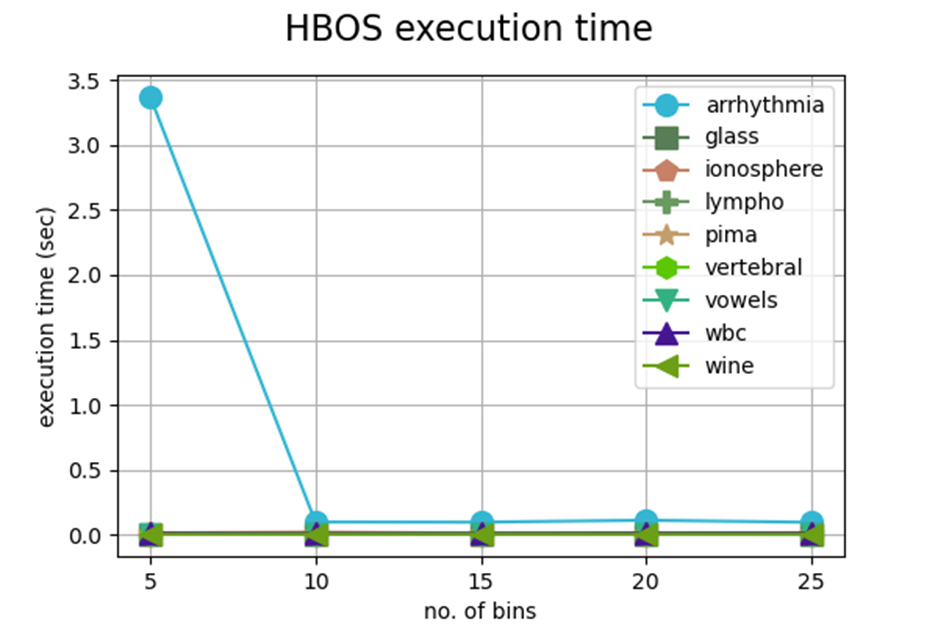 HBOS execution time
3.5
3.0
2.5
2.0
1.5
1.0
0.5
0.0
execution time (sec)
arrhythmia
glass
ionosphere
lympho
pima
vertebral
vowels
wbc
wine
5 10 15 20 25
no. of bins